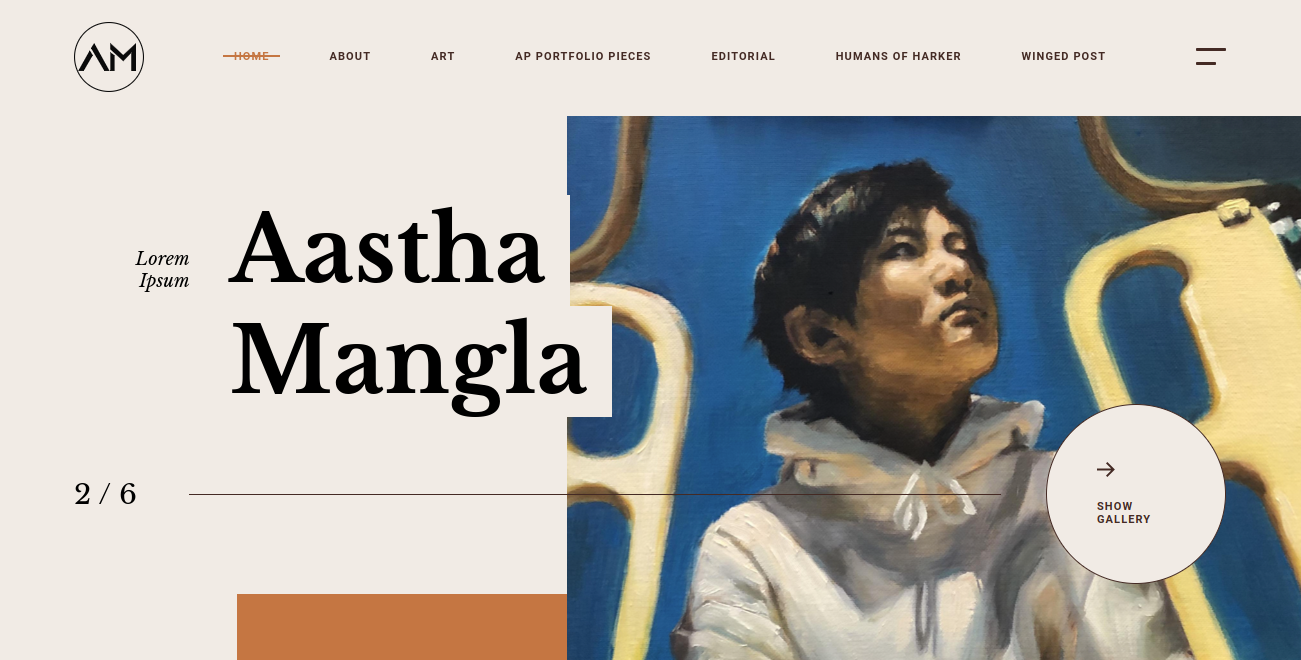 AM
HOME ABOUT ART AP PORTFOLIO PIECES EDITORIAL HUMANS OF HARKER WINGED POST
Aastha
Lorem
Ipsum
Mangla
2 / 6
SHOW
GALLERY